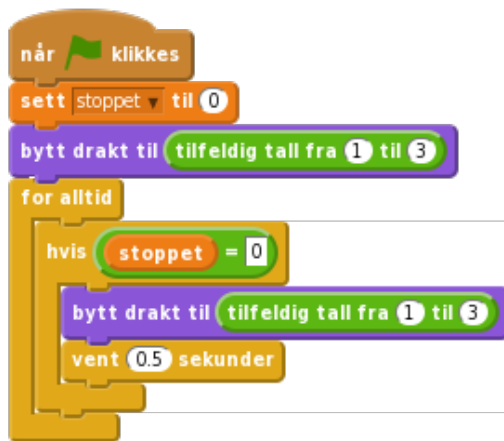 når klikkes
sett stoppet til 0
bytt drakt til tilfeldig tall fra 1 til 3
for alltid
hvis stoppet = 0
bytt drakt til tilfeldig tall fra 1 til 3
vent 0.5 sekunder